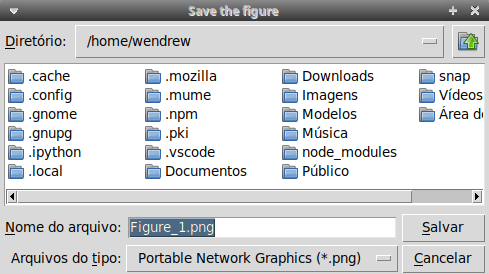 Save the figure
Diretório: /home/wendrew
.cache .mozilla Downloads snap
.config .mume Imagens Vídeos
.gnome .npm Modelos Área de
.gnupg .pki Música
.ipython .vscode node_modules
.local Documentos Público
Nome do arquivo: Figure_1.png Salvar
Arquivos do tipo: Portable Network Graphics (*.png) Cancelar